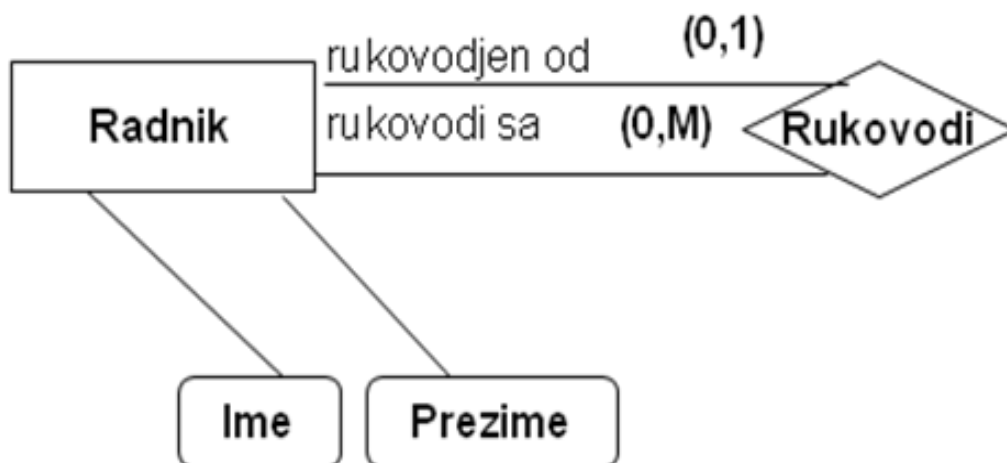 rukovodjen od (0,1)
Radnik
rukovodi sa (0,M)
Rukovodi
Ime
Prezime